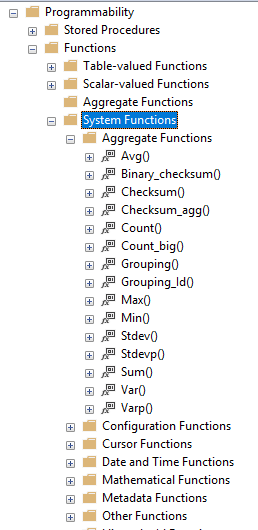 Programmability
Stored Procedures
Functions
Table-valued Functions
Scalar-valued Functions
Aggregate Functions
System Functions
Aggregate Functions
Avg()
Binary_checksum()
Checksum()
Checksum_agg()
Count()
Count_big()
Grouping()
Grouping_Id()
Max()
Min()
Stdev()
Stdevp()
Sum()
Var()
Varp()
Configuration Functions
Cursor Functions
Date and Time Functions
Mathematical Functions
Metadata Functions
Other Functions